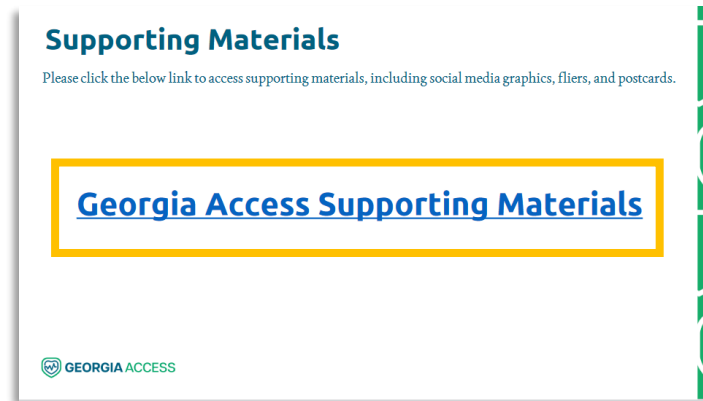 Supporting Materials
Please click the below link to access supporting materials, including social media graphics, fliers, and postcards.
Georgia Access Supporting Materials
GEORGIA ACCESS